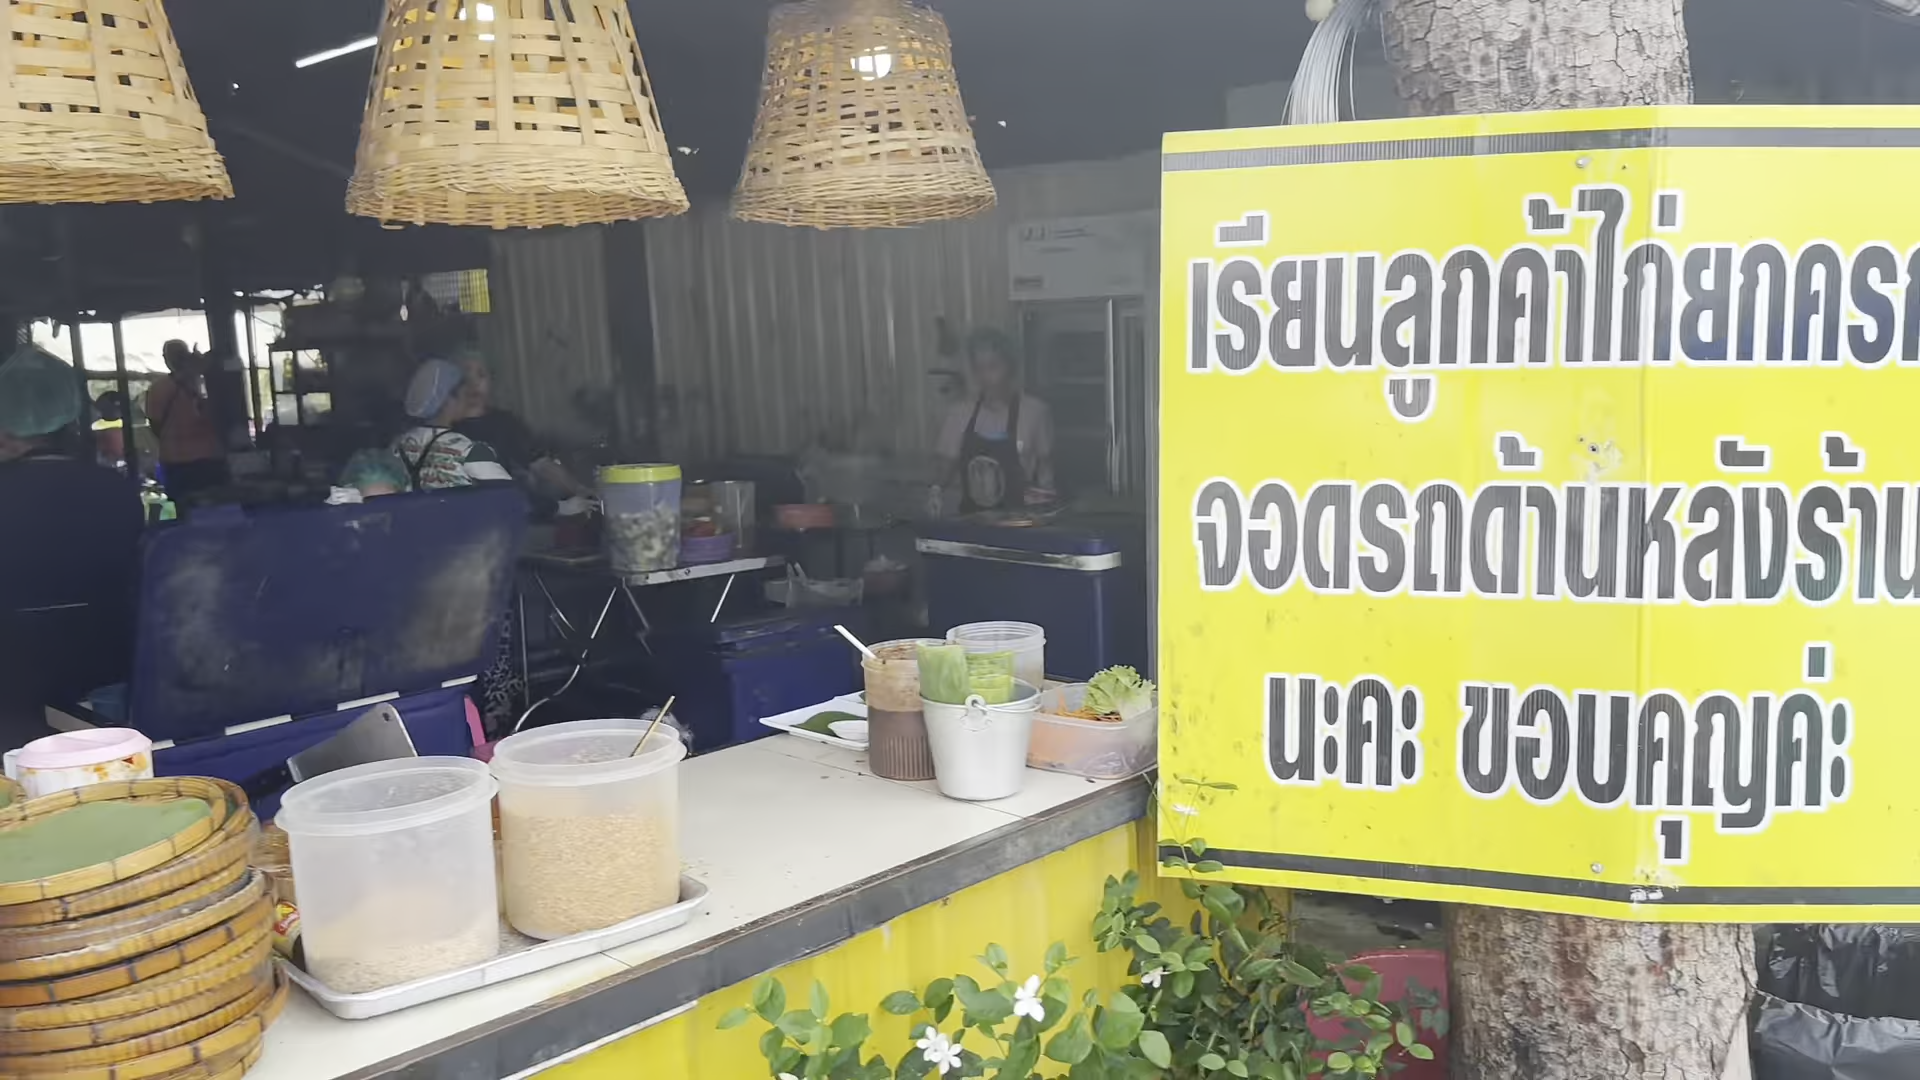 เรียนลูกค้าไก่ยกคร
จอดรถด้านหลังร้าน
นะคะ ขอบคุญค่ะ